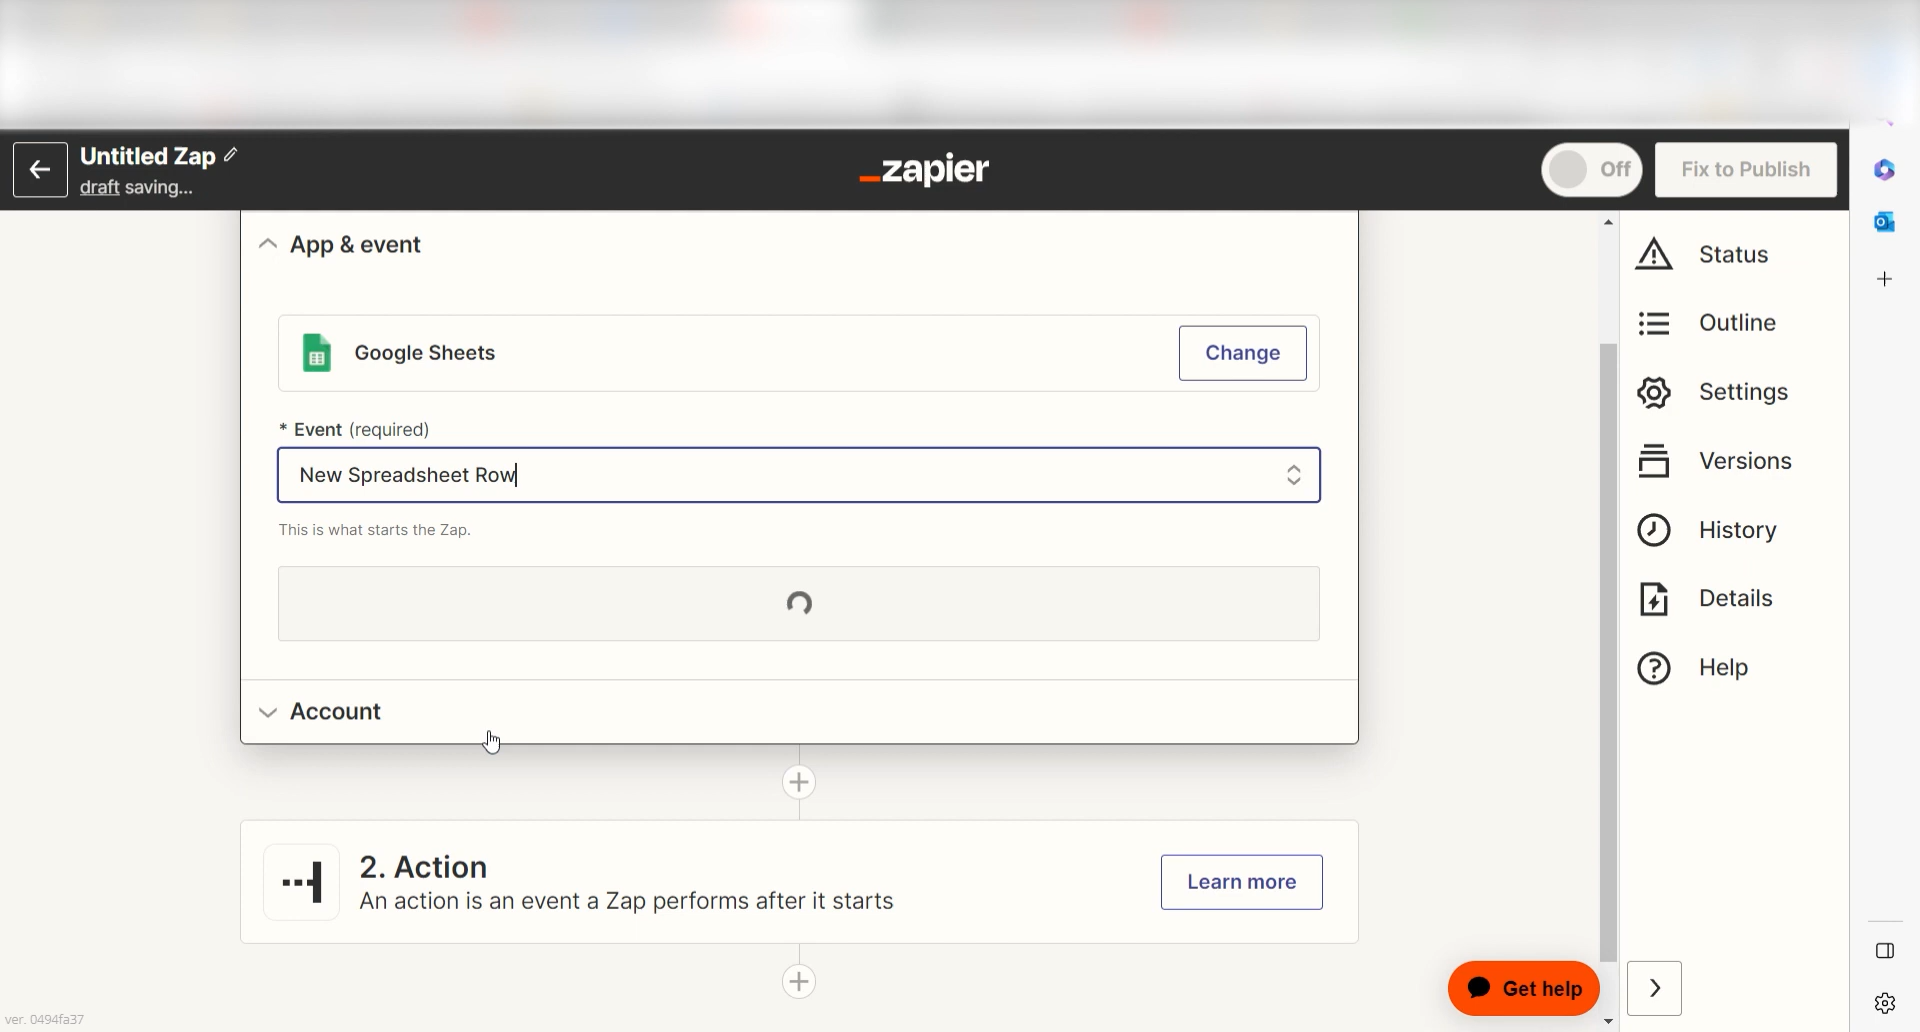 Untitled Zap
draft saving...
zapier
Off
Fix to Publish
App & event
Google Sheets
Change
* Event (required)
New Spreadsheet Row
This is what starts the Zap.
Account
2. Action
An action is an event a Zap performs after it starts
Learn more
Status
Outline
Settings
Versions
History
Details
Help
Get help
ver. 0494fa37